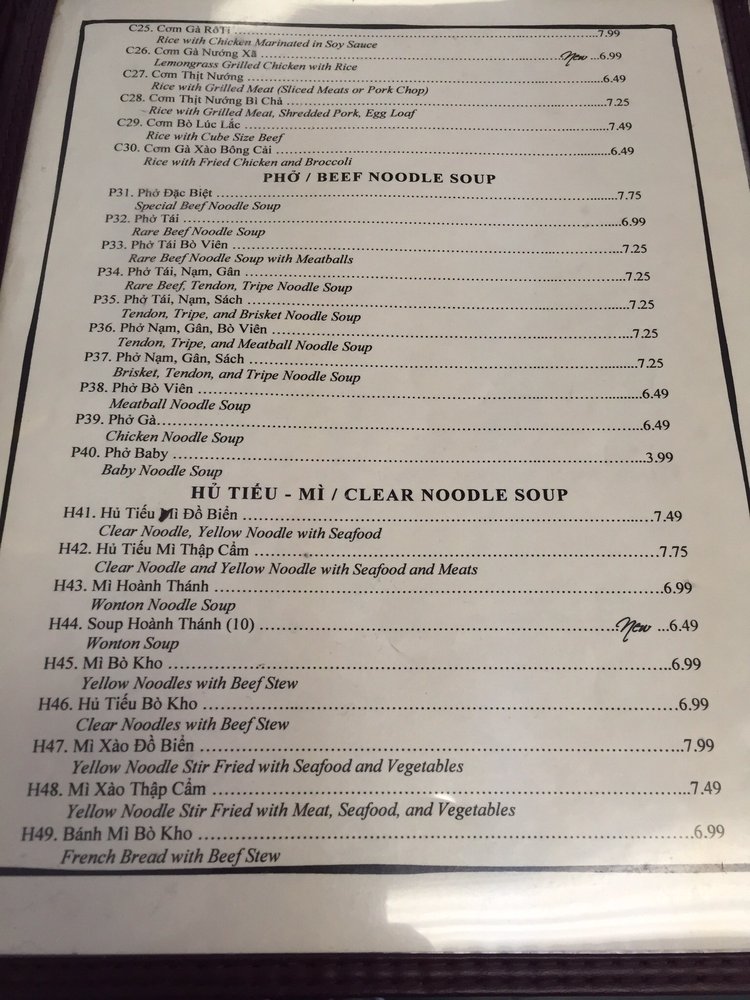 C25. Cơm Gà RôTi ........ 7.99
Rice with Chicken Marinated in Soy Sauce
C26. Cơm Gà Nướng Xã ........ New ... 6.99
Lemongrass Grilled Chicken with Rice
C27. Cơm Thịt Nướng ........ 6.49
Rice with Grilled Meat (Sliced Meats or Pork Chop)
C28. Cơm Thịt Nướng Bì Chả ........ 7.25
Rice with Grilled Meat, Shredded Pork, Egg Loaf
C29. Cơm Bò Lúc Lắc ........ 7.49
Rice with Cube Size Beef
C30. Cơm Gà Xào Bông Cải ........ 6.49
Rice with Fried Chicken and Broccoli
PHỞ / BEEF NOODLE SOUP
P31. Phở Đặc Biệt ........ 7.75
Special Beef Noodle Soup
P32. Phở Tái ........ 6.99
Rare Beef Noodle Soup
P33. Phở Tái Bò Viên ........ 7.25
Rare Beef Noodle Soup with Meatballs
P34. Phở Tái, Nạm, Gân ........ 7.25
Rare Beef, Tendon, Tripe Noodle Soup
P35. Phở Tái, Nạm, Sách ........ 7.25
Tendon, Tripe, and Brisket Noodle Soup
P36. Phở Nạm, Gân, Bò Viên ........ 7.25
Tendon, Tripe, and Meatball Noodle Soup
P37. Phở Nạm, Gân, Sách ........ 7.25
Brisket, Tendon, and Tripe Noodle Soup
P38. Phở Bò Viên ........ 6.49
Meatball Noodle Soup
P39. Phở Gà ........ 6.49
Chicken Noodle Soup
P40. Phở Baby ........ 3.99
Baby Noodle Soup
HỦ TIẾU - MÌ / CLEAR NOODLE SOUP
H41. Hủ Tiếu Mì Đồ Biển ........ 7.49
Clear Noodle, Yellow Noodle with Seafood
H42. Hủ Tiếu Mì Thập Cẩm ........ 7.75
Clear Noodle and Yellow Noodle with Seafood and Meats
H43. Mì Hoành Thánh ........ 6.99
Wonton Noodle Soup
H44. Soup Hoành Thánh (10) ........ New ... 6.49
Wonton Soup
H45. Mì Bò Kho ........ 6.99
Yellow Noodles with Beef Stew
H46. Hủ Tiếu Bò Kho ........ 6.99
Clear Noodles with Beef Stew
H47. Mì Xào Đồ Biển ........ 7.99
Yellow Noodle Stir Fried with Seafood and Vegetables
H48. Mì Xào Thập Cẩm ........ 7.49
Yellow Noodle Stir Fried with Meat, Seafood, and Vegetables
H49. Bánh Mì Bò Kho ........ 6.99
French Bread with Beef Stew